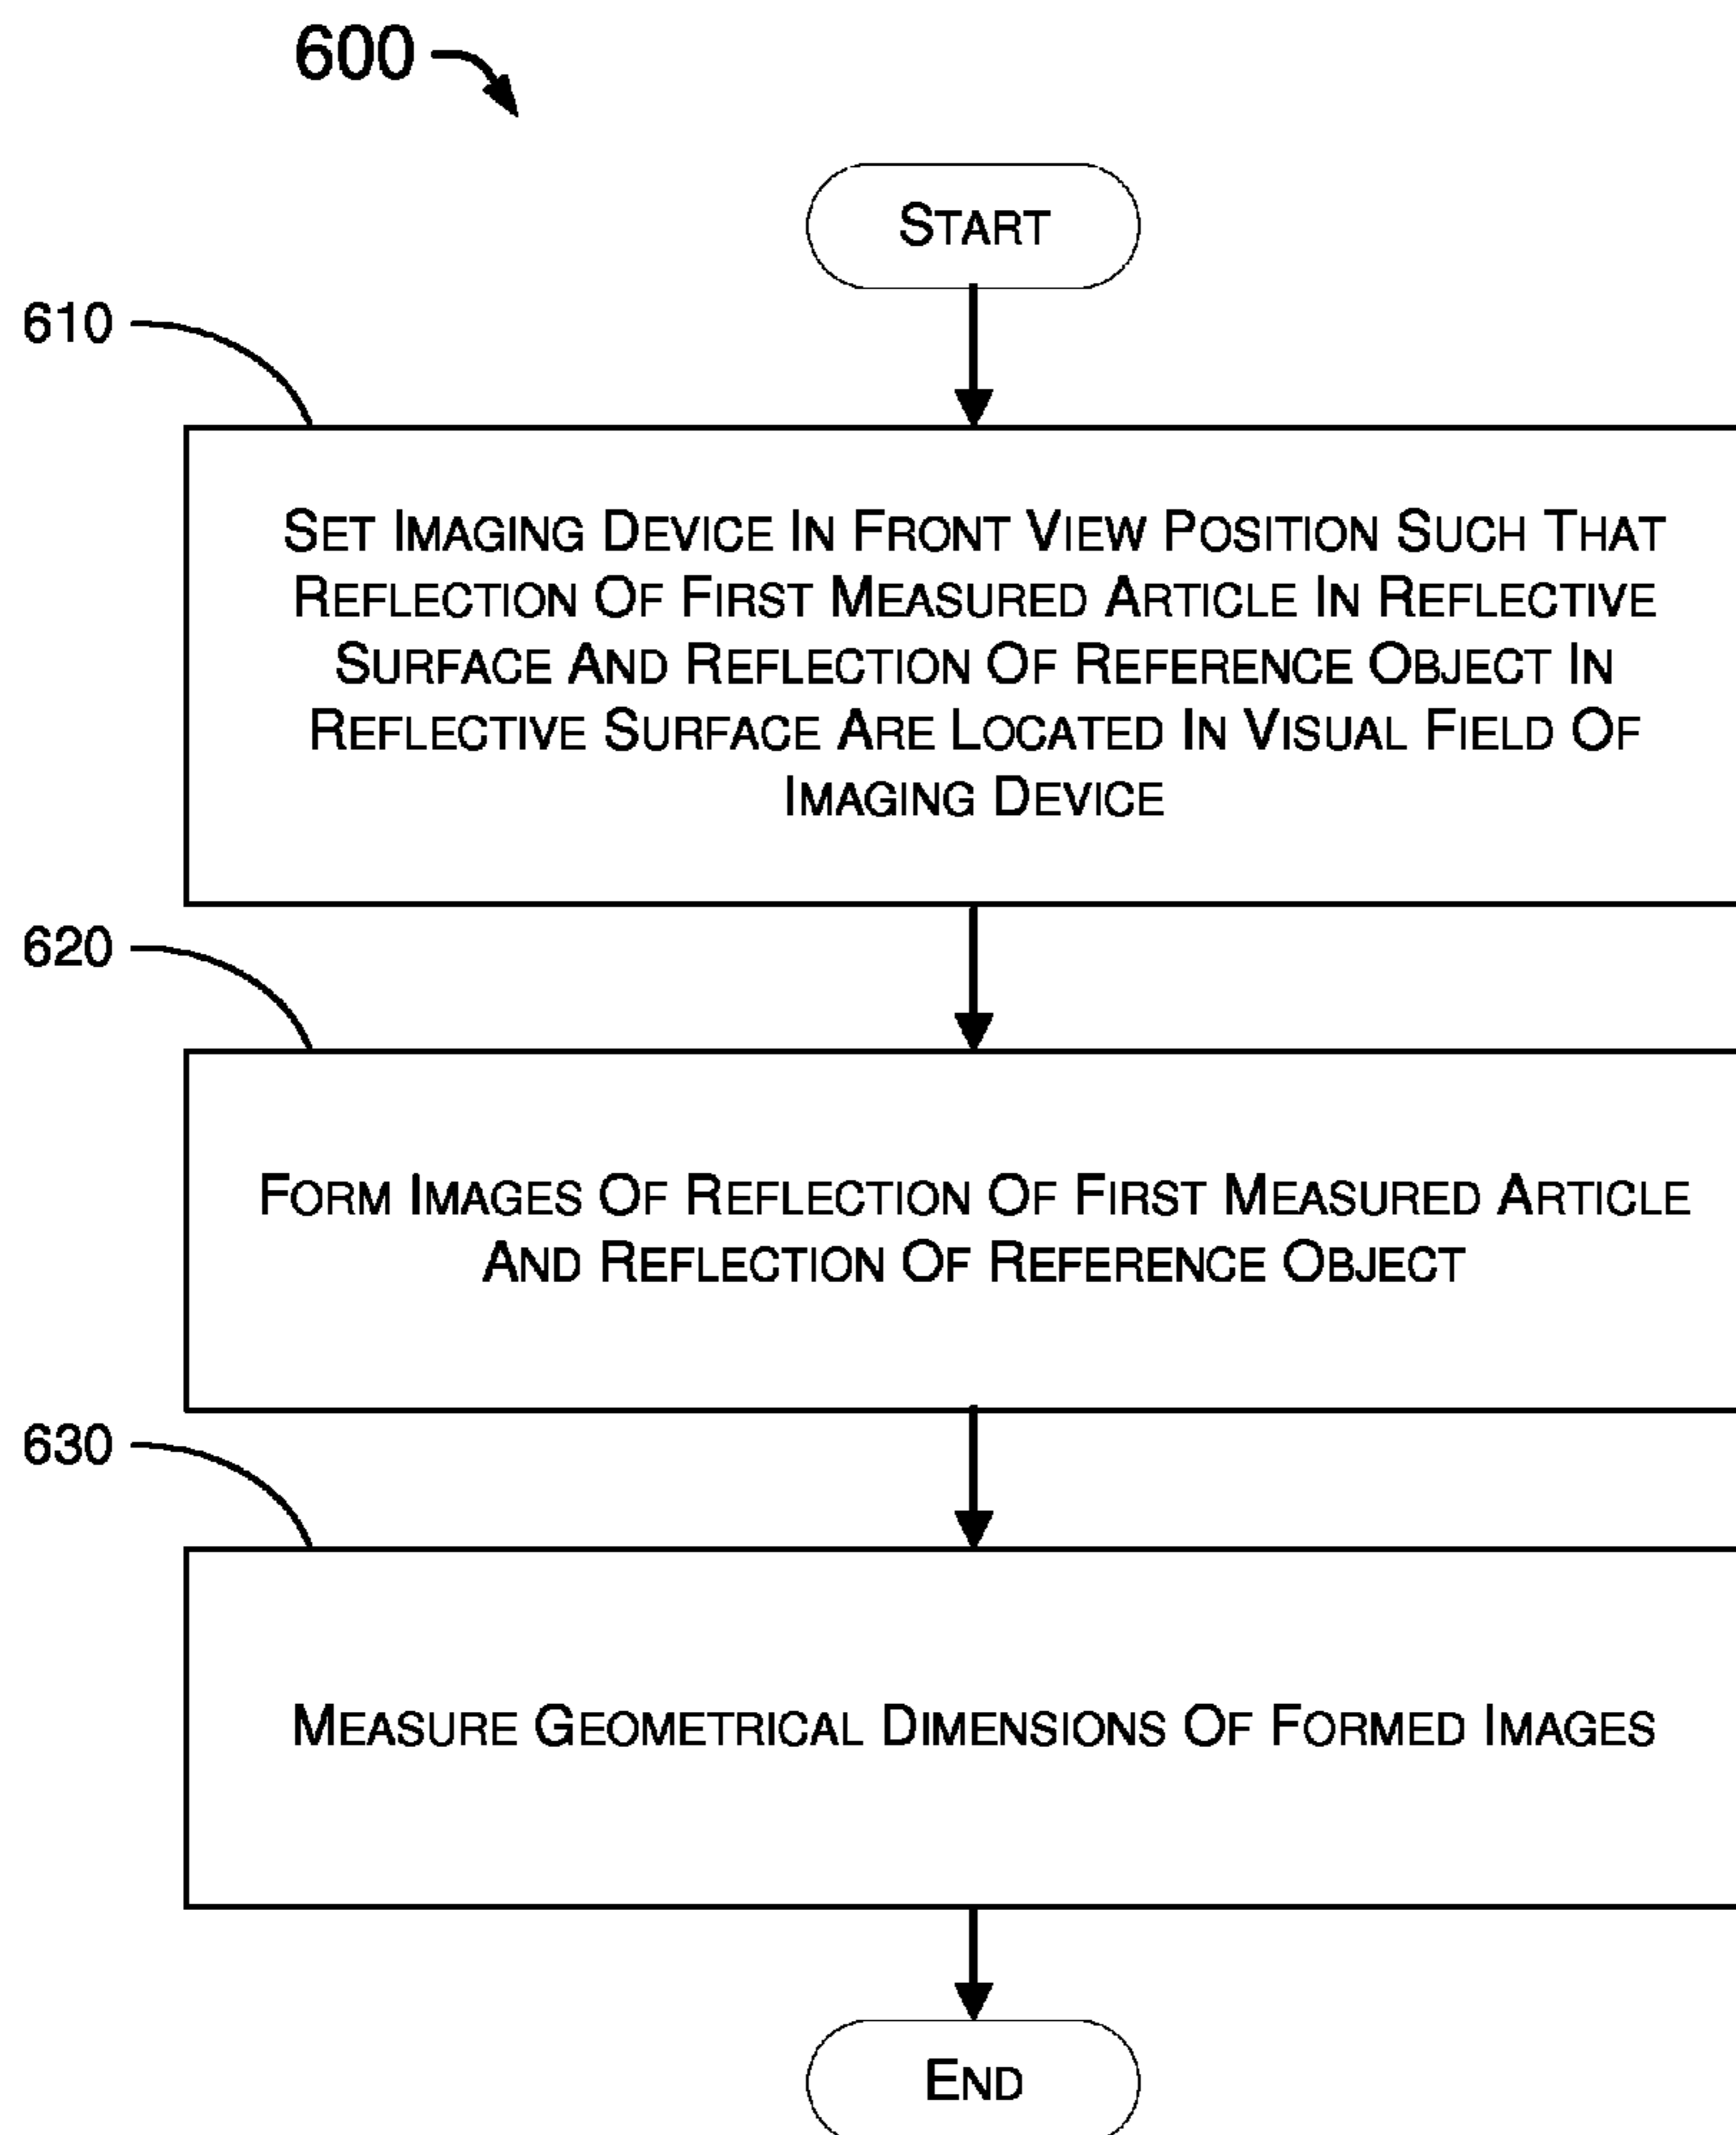 600
START
610
SET IMAGING DEVICE IN FRONT VIEW POSITION SUCH THAT
REFLECTION OF FIRST MEASURED ARTICLE IN REFLECTIVE
SURFACE AND REFLECTION OF REFERENCE OBJECT IN
REFLECTIVE SURFACE ARE LOCATED IN VISUAL FIELD OF
IMAGING DEVICE
620
FORM IMAGES OF REFLECTION OF FIRST MEASURED ARTICLE
AND REFLECTION OF REFERENCE OBJECT
630
MEASURE GEOMETRICAL DIMENSIONS OF FORMED IMAGES
END